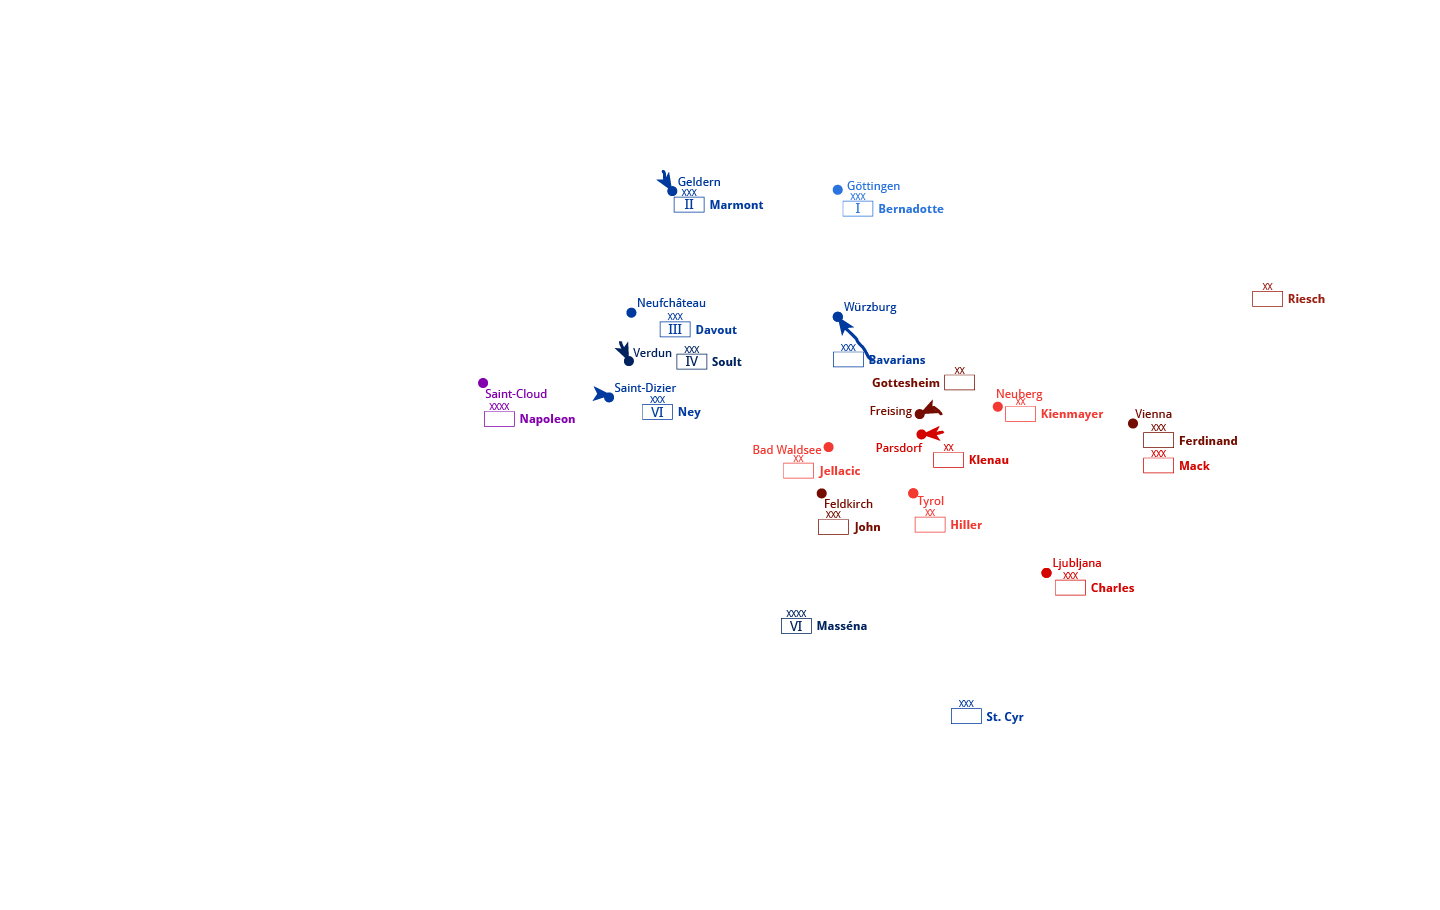 Geldern
XXX
II Marmont
Göttingen
XXX
I Bernadotte
XX
Riesch
Neufchâteau
XXX
III Davout
Würzburg
XXX
Bavarians
Verdun
XXX
IV Soult
XX
Gottesheim
Saint-Cloud
XXXX
Napoleon
Saint-Dizier
XXX
VI Ney
Freising
Neuberg
XX
Kienmayer
Vienna
XXX
Ferdinand
XXX
Mack
Parsdorf
XX
Klenau
Bad Waldsee
XX
Jellacic
Feldkirch
XXX
John
Tyrol
XX
Hiller
Ljubljana
XXX
Charles
XXXX
VI Masséna
XXX
St. Cyr